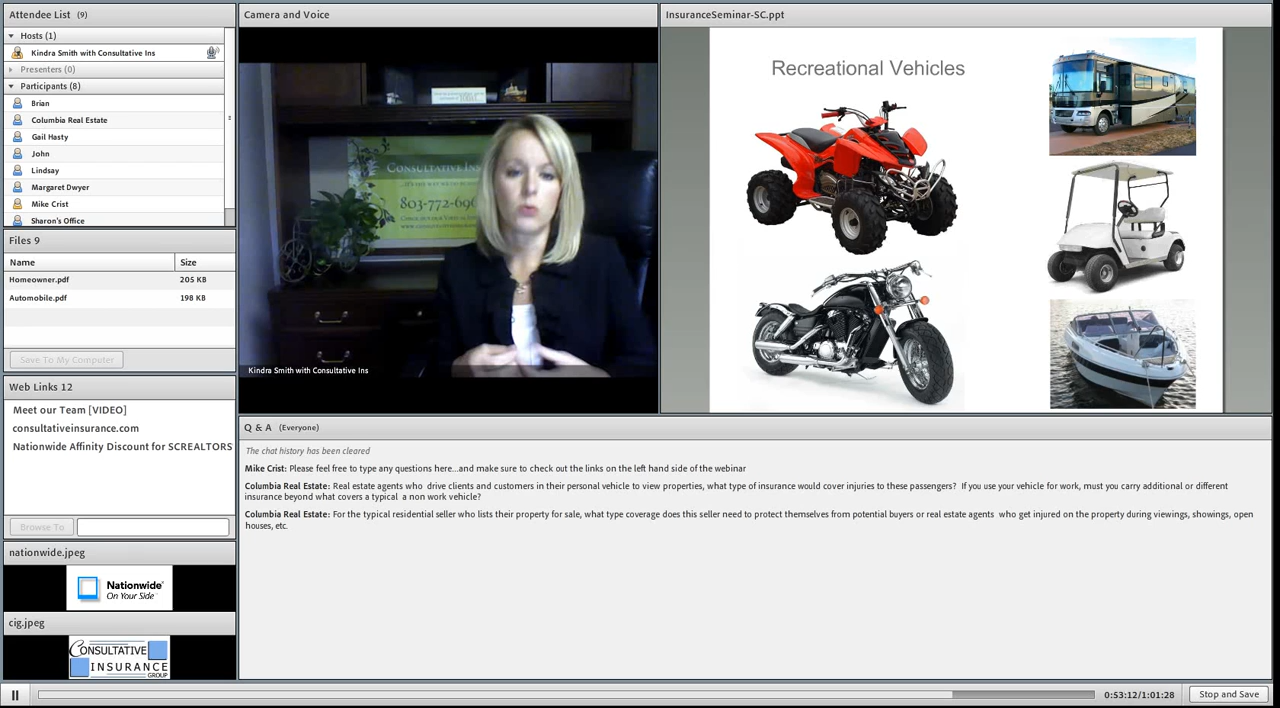 Attendee List (9)
Hosts (1)
Kindra Smith with Consultative Ins
Presenters (0)
Participants (8)
Brian
Columbia Real Estate
Gail Hasty
John
Lindsay
Margaret Dwyer
Mike Crist
Sharon's Office
Files 9
Name Size
Homeowner.pdf 205 KB
Automobile.pdf 198 KB
Save To My Computer
Web Links 12
Meet our Team [VIDEO]
consultativeinsurance.com
Nationwide Affinity Discount for SCREALTORS
Browse To
nationwide.jpeg
Nationwide®
On Your Side™
cig.jpeg
CONSULTATIVE
INSURANCE
GROUP
Camera and Voice
CONSULTATIVE INS
803-772-696
Kindra Smith with Consultative Ins
InsuranceSeminar-SC.ppt
Recreational Vehicles
Q & A (Everyone)
The chat history has been cleared
Mike Crist: Please feel free to type any questions here...and make sure to check out the links on the left hand side of the webinar
Columbia Real Estate: Real estate agents who drive clients and customers in their personal vehicle to view properties, what type of insurance would cover injuries to these passengers? If you use your vehicle for work, must you carry additional or different
insurance beyond what covers a typical a non work vehicle?
Columbia Real Estate: For the typical residential seller who lists their property for sale, what type coverage does this seller need to protect themselves from potential buyers or real estate agents who get injured on the property during viewings, showings, open
houses, etc.
0:53:12/1:01:28
Stop and Save